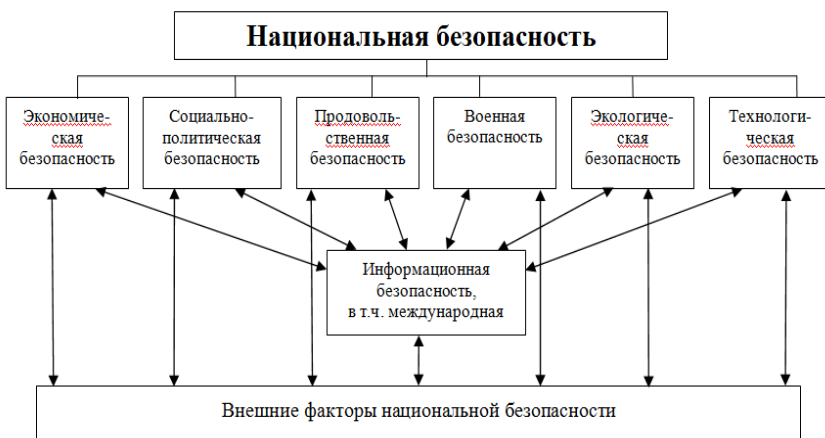 Национальная безопасность
Экономиче-
ская
безопасность
Социально-
политическая
безопасность
Продоволь-
ственная
безопасность
Военная
безопасность
Экологиче-
ская
безопасность
Технологи-
ческая
безопасность
Информационная
безопасность,
в т.ч. международная
Внешние факторы национальной безопасности